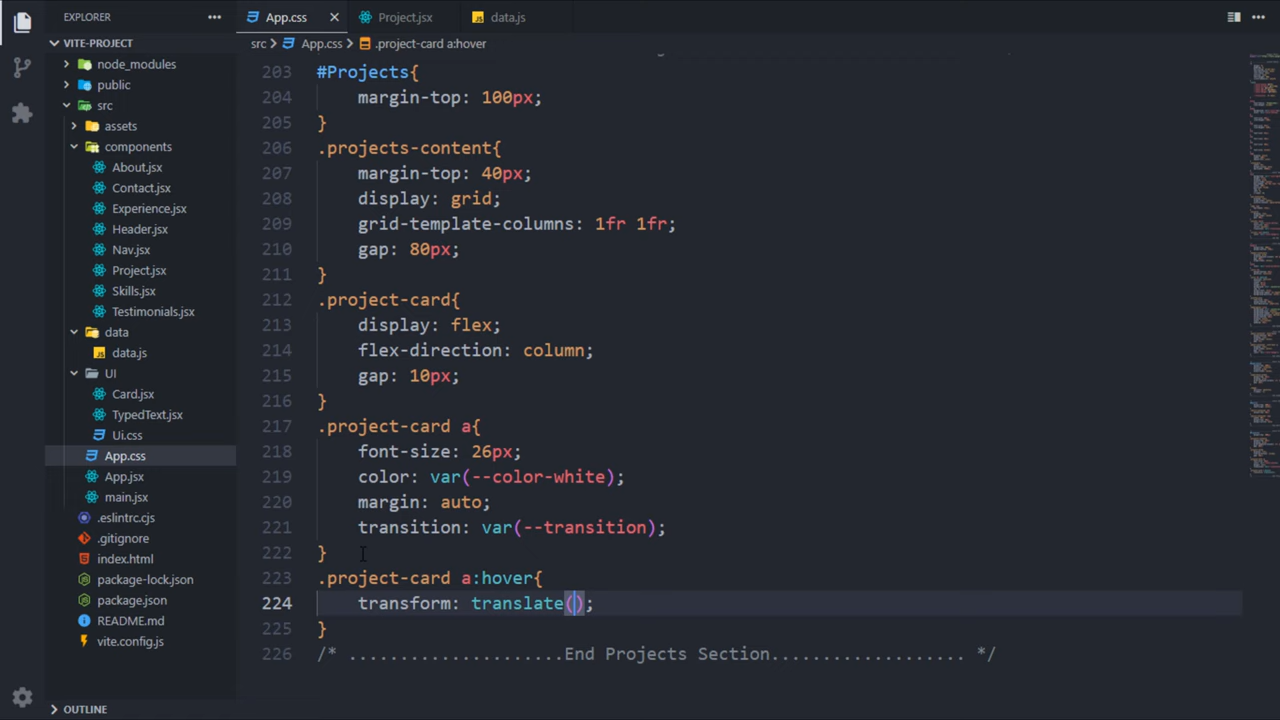 EXPLORER
App.css
Project.jsx
data.js
VITE-PROJECT
src > App.css > .project-card a:hover
node_modules
public
src
assets
components
About.jsx
Contact.jsx
Experience.jsx
Header.jsx
Nav.jsx
Project.jsx
Skills.jsx
Testimonials.jsx
data
data.js
UI
Card.jsx
TypedText.jsx
Ui.css
App.css
App.jsx
main.jsx
.eslintrc.cjs
.gitignore
index.html
package-lock.json
package.json
README.md
vite.config.js
OUTLINE
203 #Projects{
204 margin-top: 100px;
205 }
206 .projects-content{
207 margin-top: 40px;
208 display: grid;
209 grid-template-columns: 1fr 1fr;
210 gap: 80px;
211 }
212 .project-card{
213 display: flex;
214 flex-direction: column;
215 gap: 10px;
216 }
217 .project-card a{
218 font-size: 26px;
219 color: var(--color-white);
220 margin: auto;
221 transition: var(--transition);
222 }
223 .project-card a:hover{
224 transform: translate();
225 }
226 /* .....................End Projects Section................... */